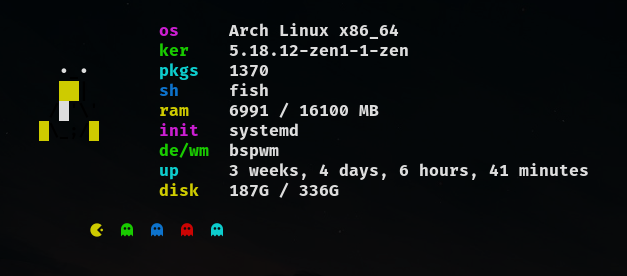 os Arch Linux x86_64
ker 5.18.12-zen1-1-zen
pkgs 1370
sh fish
ram 6991 / 16100 MB
init systemd
de/wm bspwm
up 3 weeks, 4 days, 6 hours, 41 minutes
disk 187G / 336G